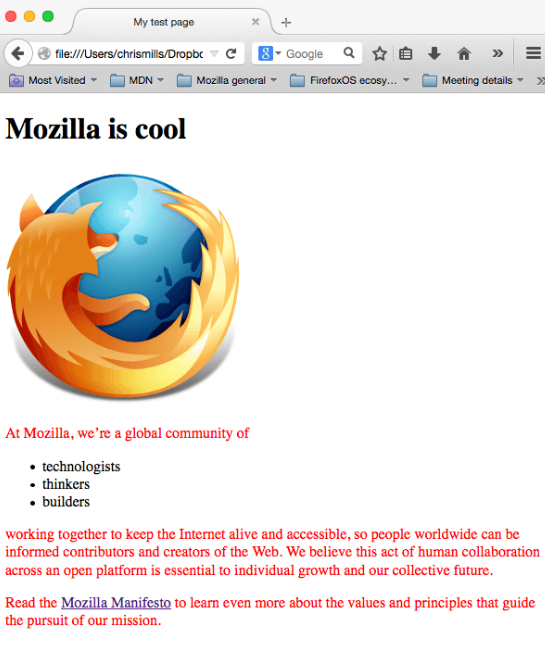 My test page
file:///Users/chrismills/Dropbo
Google
Most Visited MDN Mozilla general FirefoxOS ecosy… Meeting details
Mozilla is cool
At Mozilla, we’re a global community of
technologists
thinkers
builders
working together to keep the Internet alive and accessible, so people worldwide can be
informed contributors and creators of the Web. We believe this act of human collaboration
across an open platform is essential to individual growth and our collective future.
Read the Mozilla Manifesto to learn even more about the values and principles that guide
the pursuit of our mission.